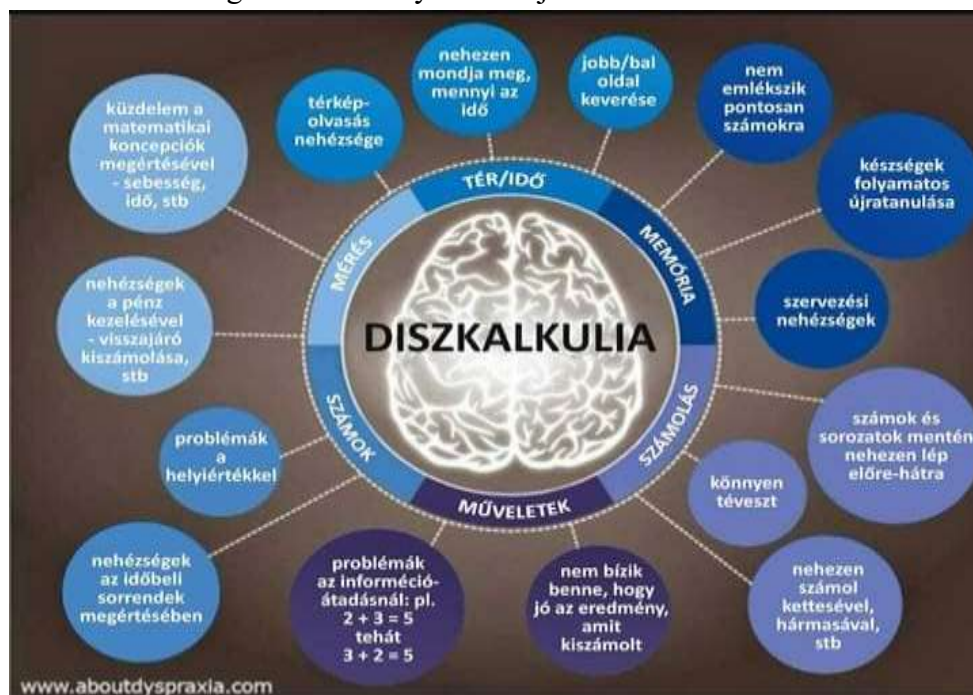 nehezen
mondja meg,
mennyi az
idő
jobb/bal
oldal
keverése
nem
emlékszik
pontosan
számokra
térkép-
olvasás
nehézsége
küzdelem a
matematikai
koncepciók
megértésével
- sebesség,
idő, stb
készségek
folyamatos
újratanulása
TÉR/IDŐ
MÉRÉS
MEMÓRIA
nehézségek
a pénz
kezelésével
- visszajáró
kiszámolása,
stb
szervezési
nehézségek
DISZKALKULIA
SZÁMOK
SZÁMOLÁS
MŰVELETEK
számok és
sorozatok mentén
nehezen lép
előre-hátra
problémák
a
helyiértékkel
könnyen
téveszt
nehézségek
az időbeli
sorrendek
megértésében
problémák
az informéció-
átadásnál: pl.
2 + 3 = 5
tehát
3 + 2 = 5
nem bízik
benne, hogy
jó az eredmény,
amit
kiszámolt
nehezen
számol
kettesével,
hármasával,
stb
www.aboutdyspraxia.com